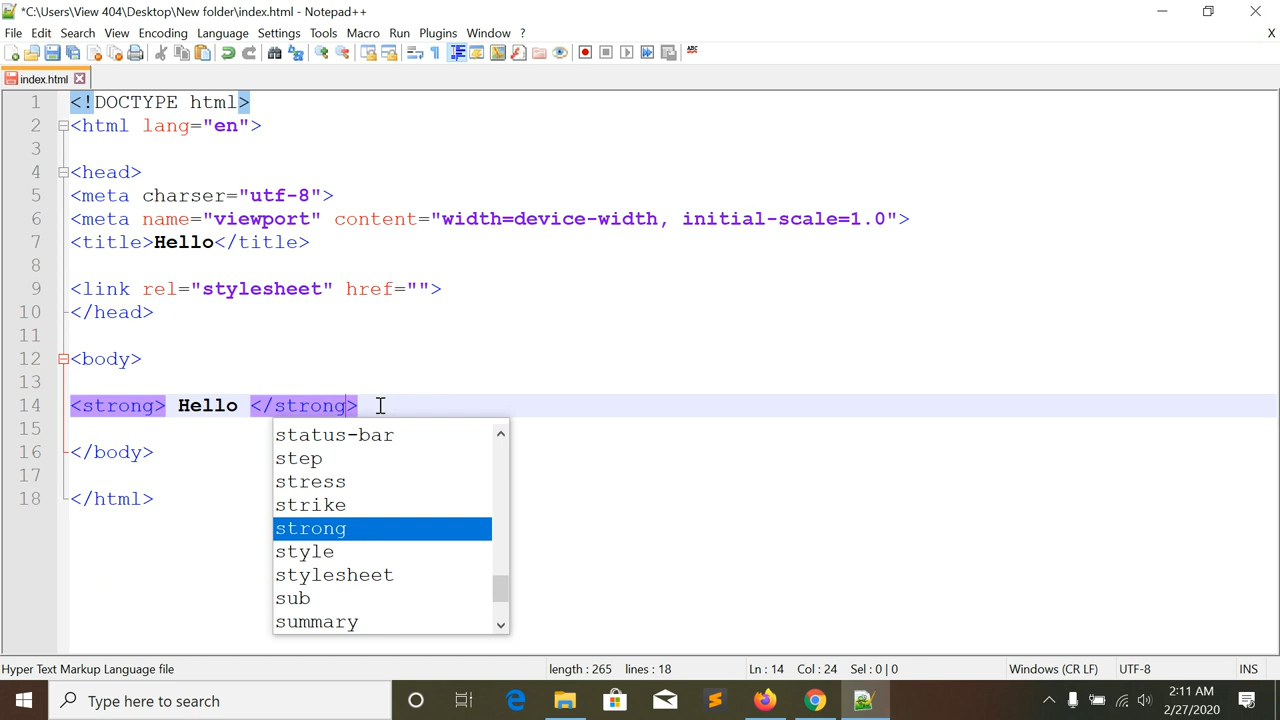 *C:\Users\View 404\Desktop\New folder\index.html - Notepad++
File Edit Search View Encoding Language Settings Tools Macro Run Plugins Window ? X
ABC
index.html
1 <!DOCTYPE html>
2 <html lang="en">
3
4 <head>
5 <meta charser="utf-8">
6 <meta name="viewport" content="width=device-width, initial-scale=1.0">
7 <title>Hello</title>
8
9 <link rel="stylesheet" href="">
10 </head>
11
12 <body>
13
14 <strong> Hello </strong>
15
16 </body>
17
18 </html>
status-bar
step
stress
strike
strong
style
stylesheet
sub
summary
Hyper Text Markup Language file length : 265 lines : 18 Ln : 14 Col : 24 Sel : 0 | 0 Windows (CR LF) UTF-8 INS
Type here to search
2:11 AM
2/27/2020